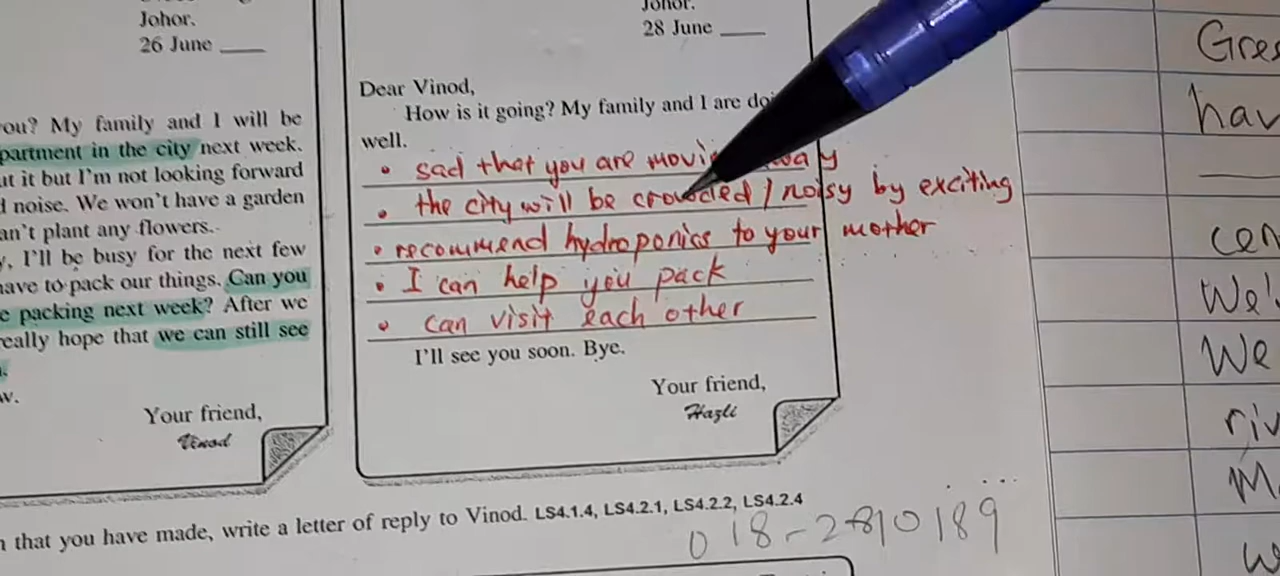 Johor.
26 June ____
you? My family and I will be
partment in the city next week.
ut it but I'm not looking forward
d noise. We won't have a garden
an't plant any flowers.
y, I'll be busy for the next few
have to pack our things. Can you
e packing next week? After we
really hope that we can still see
w.
Your friend,
Vinod
Johor.
28 June ____
Dear Vinod,
How is it going? My family and I are doi
well.
• sad that you are movi away
• the city will be crowded / noisy by exciting
• recommend hydroponics to your mother
• I can help you pack
• can visit each other
I'll see you soon. Bye.
Your friend,
Hazli
n that you have made, write a letter of reply to Vinod. LS4.1.4, LS4.2.1, LS4.2.2, LS4.2.4
Gres
hav
cen
We'
We
riv
M
w